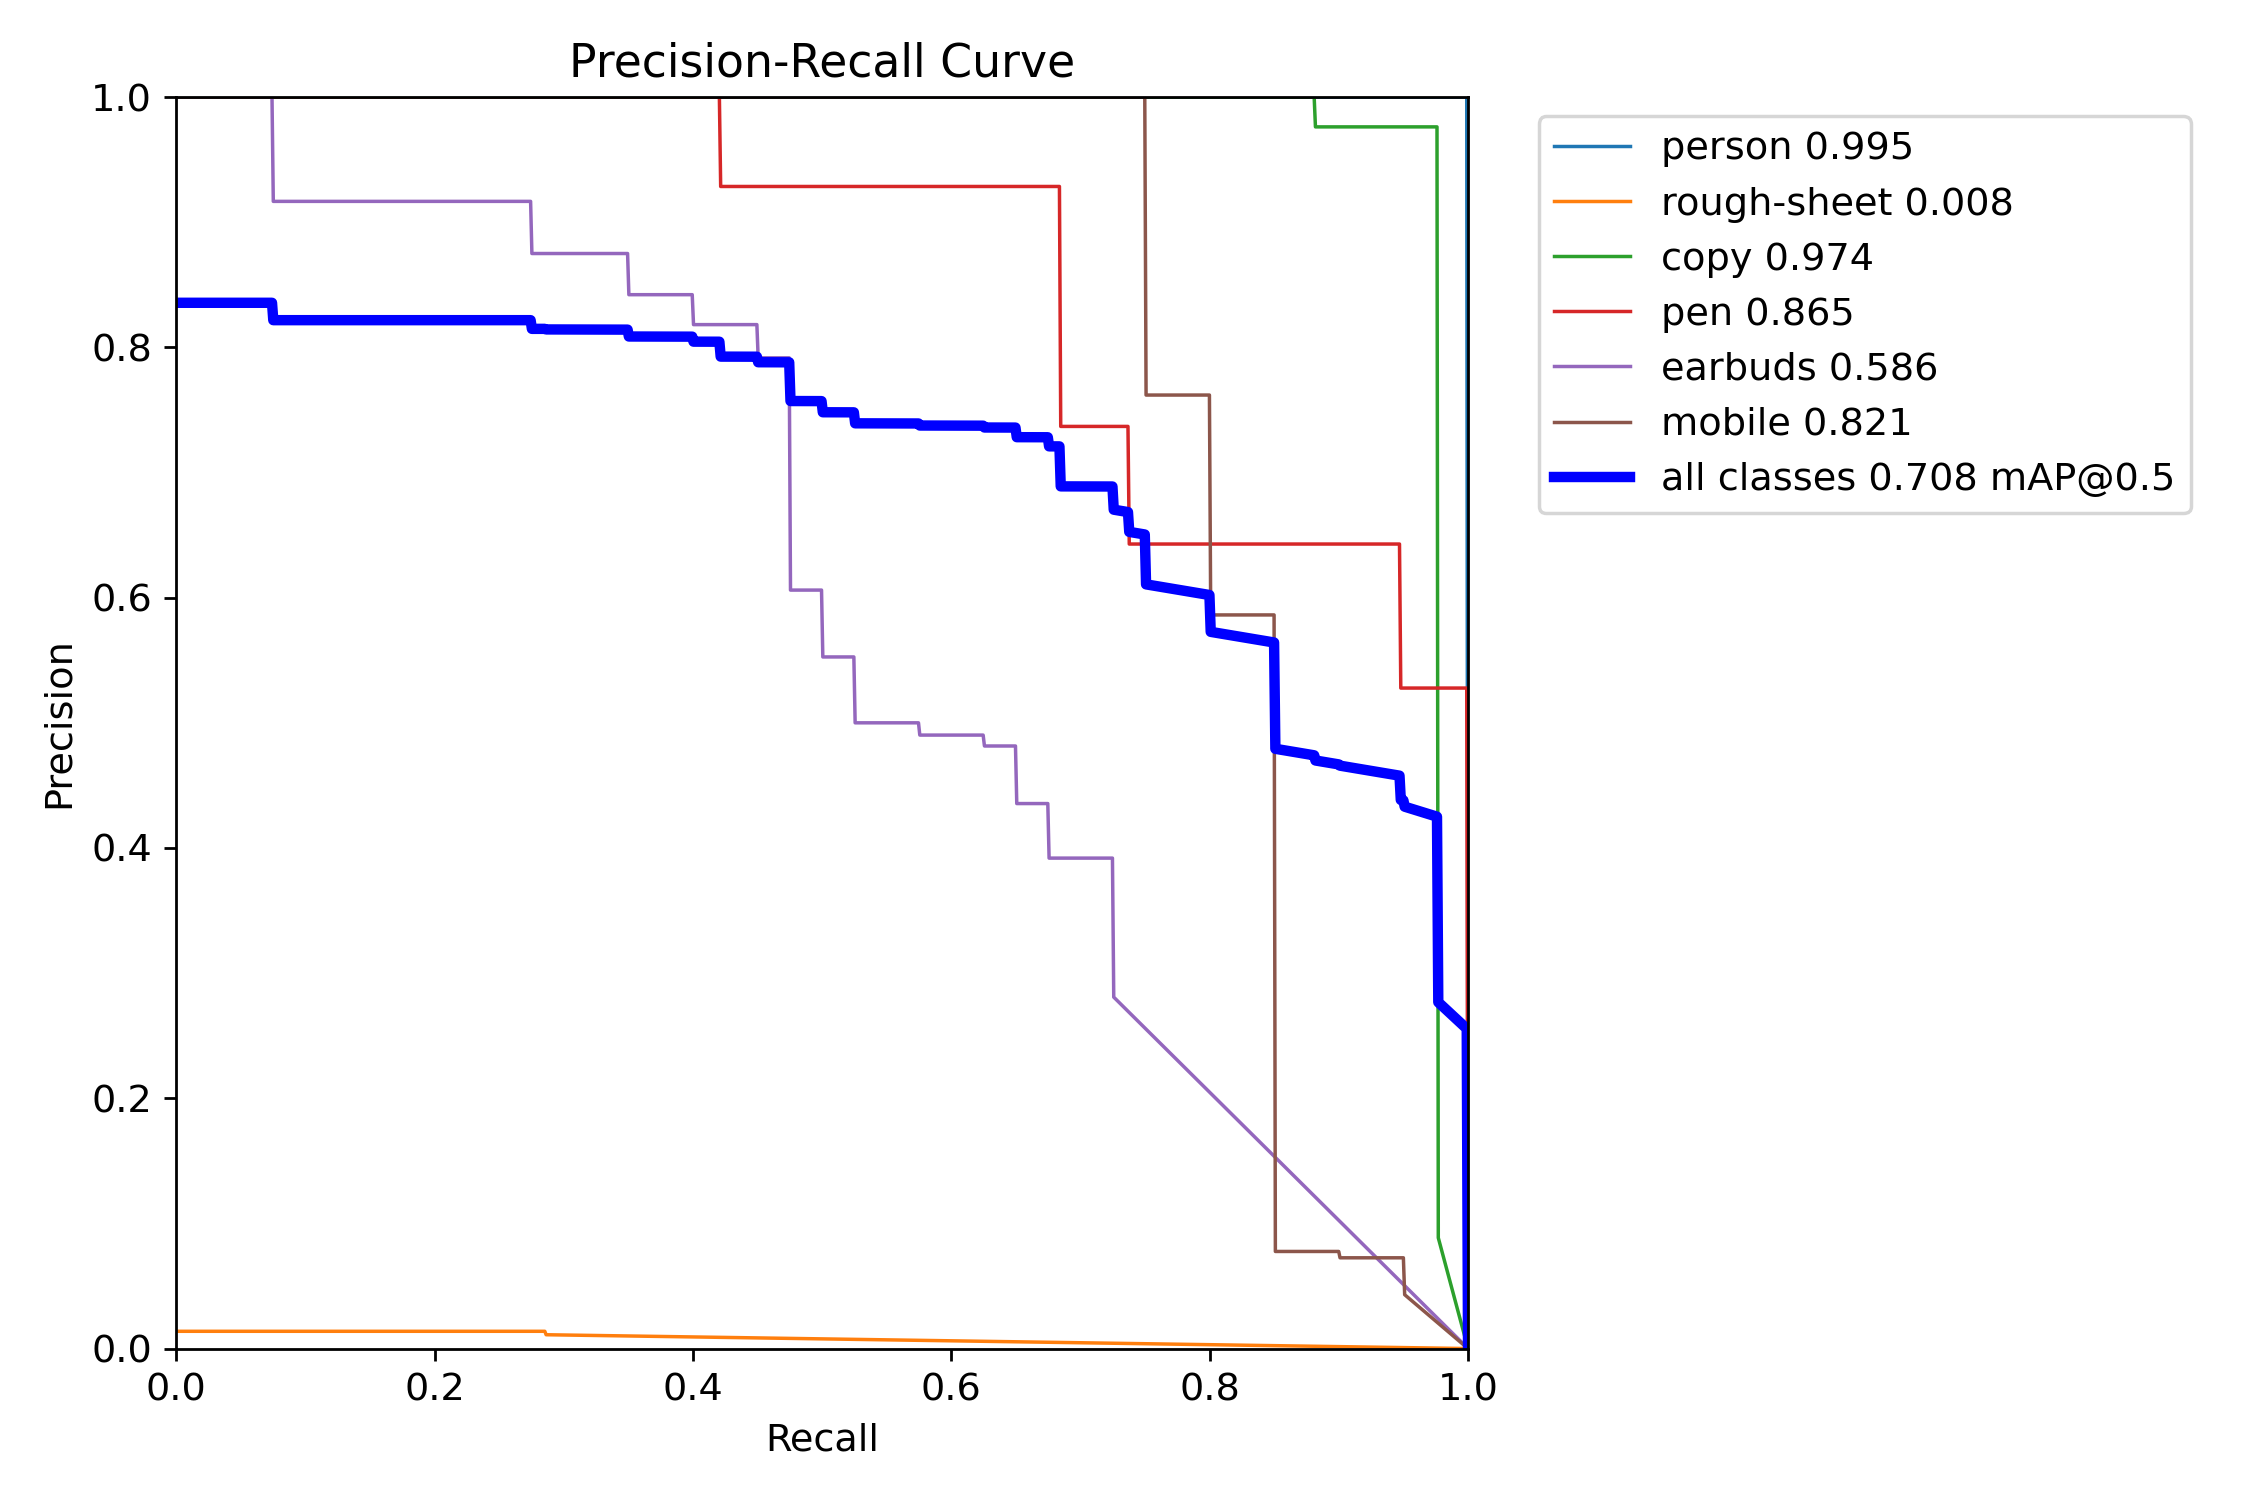 Precision-Recall Curve
1.0
0.8
0.6
0.4
0.2
0.0
Precision
0.0 0.2 0.4 0.6 0.8 1.0
Recall
person 0.995
rough-sheet 0.008
copy 0.974
pen 0.865
earbuds 0.586
mobile 0.821
all classes 0.708 mAP@0.5